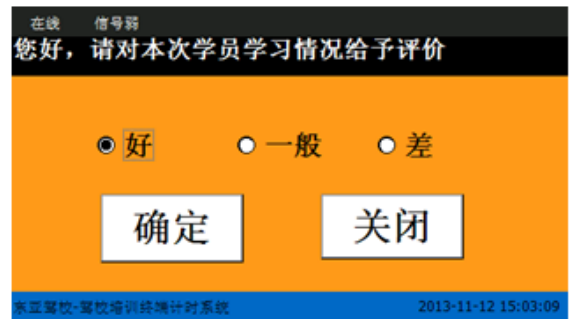 在线 信号弱
您好，请对本次学员学习情况给予评价
好 一般 差
确定 关闭
东亚驾校-驾校培训终端计时系统 2013-11-12 15:03:09